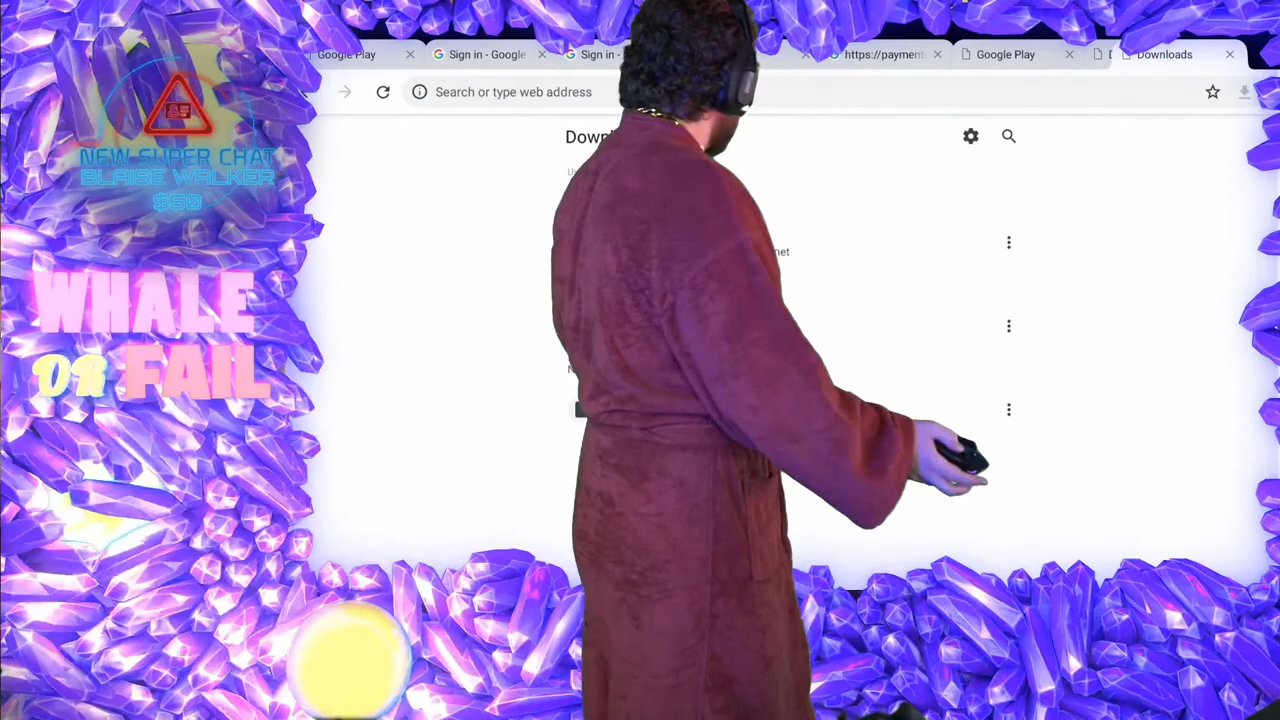 Google Play
Sign in - Google
Sign in -
https://payment
Google Play
Downloads
Search or type web address
Down
net
NEW SUPER CHAT
BLAISE WALKER
$50
WHALE
OR FAIL